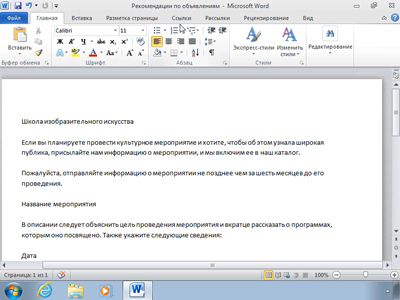 Рекомендации по объявлениям - Microsoft Word
Файл Главная Вставка Разметка страницы Ссылки Рассылки Рецензирование Вид
Вставить
Calibri 11
Экспресс-стили
Изменить стили
Редактирование
Буфер обмена Шрифт Абзац Стили
Школа изобразительного искусства
Если вы планируете провести культурное мероприятие и хотите, чтобы об этом узнала широкая
публика, присылайте нам информацию о мероприятии, и мы включим ее в наш каталог.
Пожалуйста, отправляйте информацию о мероприятии не позднее чем за шесть месяцев до его
проведения.
Название мероприятия
В описании следует объяснить цель проведения мероприятия и вкратце рассказать о программах,
которым оно посвящено. Также укажите следующие сведения:
Дата
Страница: 1 из 1 100%